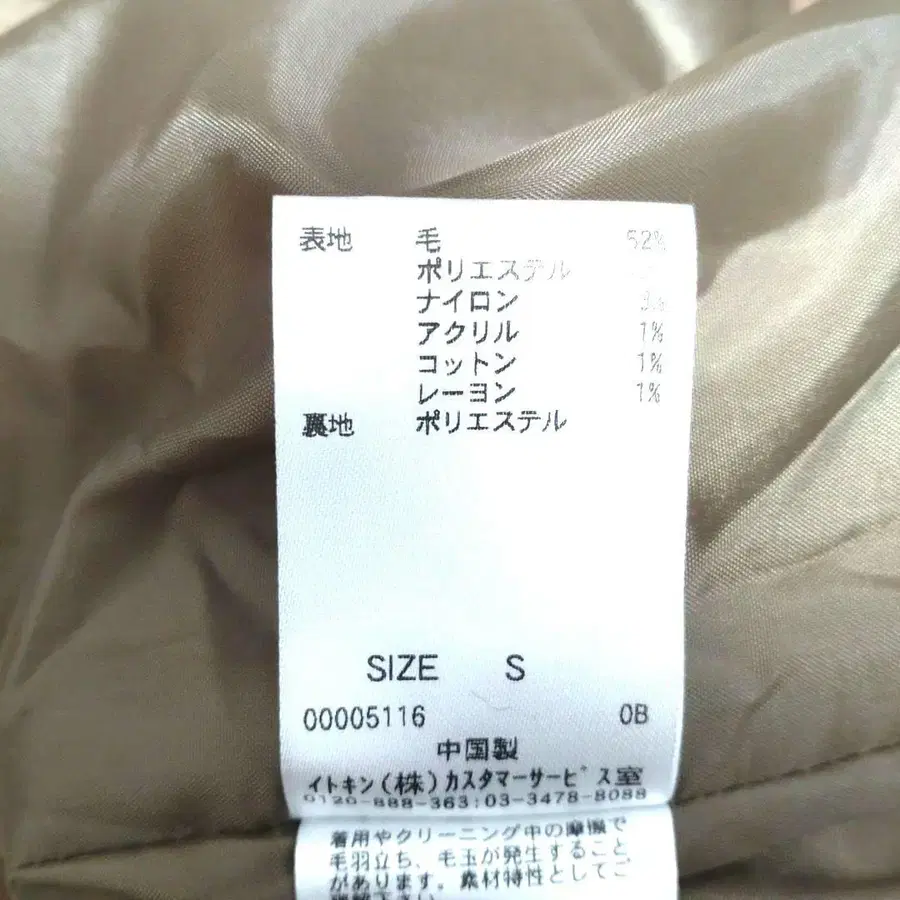 表地 毛 52%
ポリエステル
ナイロン 3%
アクリル 1%
コットン 1%
レーヨン 1%
裏地 ポリエステル
SIZE S
00005116 0B
中国製
イトキン(株)カスタマーサービス室
0120-888-363:03-3478-8088
着用やクリーニング中の摩擦で
毛羽立ち、毛玉が発生すること
があります。素材特性としてご